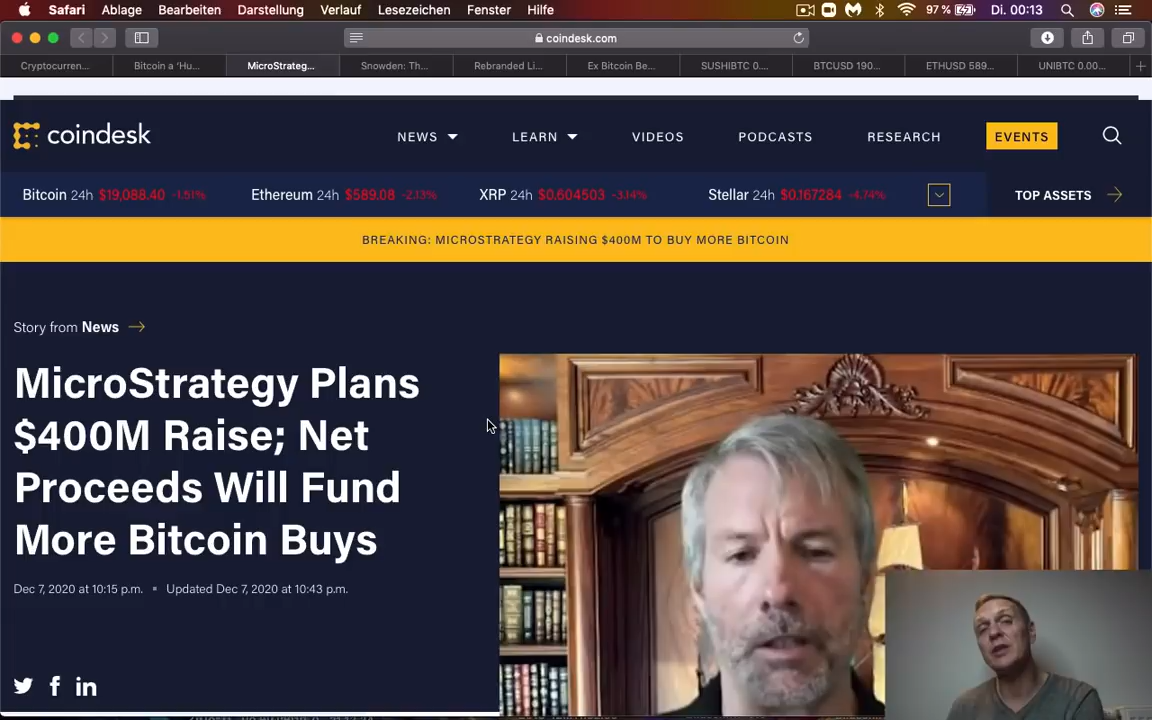 Safari Ablage Bearbeiten Darstellung Verlauf Lesezeichen Fenster Hilfe 97 % Di. 00:13
coindesk.com
Cryptocurren... Bitcoin a ‘Hu... MicroStrateg... Snowden: Th... Rebranded Li... Ex Bitcoin Be... SUSHIBTC 0.... BTCUSD 190... ETHUSD 589... UNIBTC 0.00...
coindesk NEWS LEARN VIDEOS PODCASTS RESEARCH EVENTS
Bitcoin 24h $19,088.40 -1.51% Ethereum 24h $589.08 -2.13% XRP 24h $0.604503 -3.14% Stellar 24h $0.167284 -4.74% TOP ASSETS
BREAKING: MICROSTRATEGY RAISING $400M TO BUY MORE BITCOIN
Story from News
MicroStrategy Plans
$400M Raise; Net
Proceeds Will Fund
More Bitcoin Buys
Dec 7, 2020 at 10:15 p.m. Updated Dec 7, 2020 at 10:43 p.m.